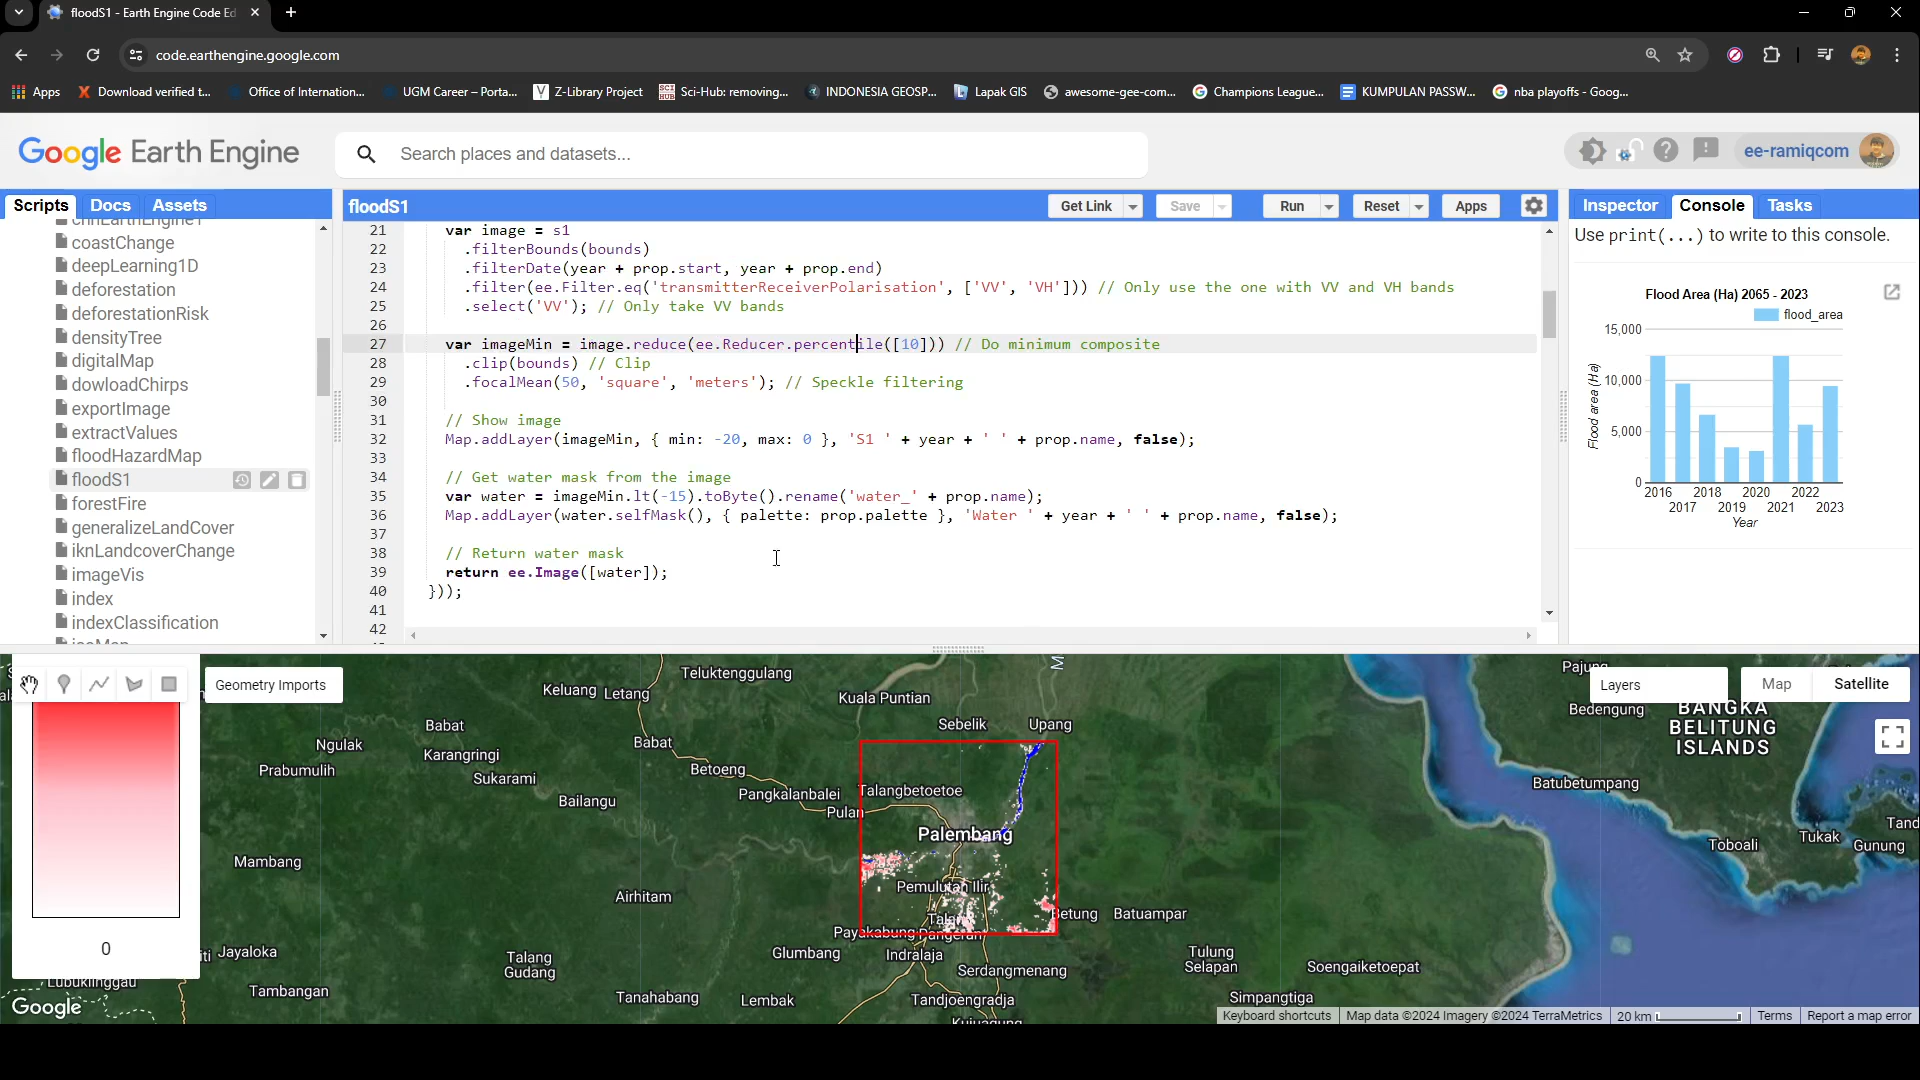 floodS1 - Earth Engine Code Ed
code.earthengine.google.com
Apps
Download verified t...
Office of Internation...
UGM Career – Porta...
Z-Library Project
Sci-Hub: removing...
INDONESIA GEOSP...
Lapak GIS
awesome-gee-com...
Champions League...
KUMPULAN PASSW...
nba playoffs - Goog...
Google Earth Engine
Search places and datasets...
ee-ramiqcom
Scripts
Docs
Assets
coastChange
deepLearning1D
deforestation
deforestationRisk
densityTree
digitalMap
dowloadChirps
exportImage
extractValues
floodHazardMap
floodS1
forestFire
generalizeLandCover
iknLandcoverChange
imageVis
index
indexClassification
floodS1
Get Link
Save
Run
Reset
Apps
21 var image = s1
22 .filterBounds(bounds)
23 .filterDate(year + prop.start, year + prop.end)
24 .filter(ee.Filter.eq('transmitterReceiverPolarisation', ['VV', 'VH'])) // Only use the one with VV and VH bands
25 .select('VV'); // Only take VV bands
26
27 var imageMin = image.reduce(ee.Reducer.percentile([10])) // Do minimum composite
28 .clip(bounds) // Clip
29 .focalMean(50, 'square', 'meters'); // Speckle filtering
30
31 // Show image
32 Map.addLayer(imageMin, { min: -20, max: 0 }, 'S1 ' + year + ' ' + prop.name, false);
33
34 // Get water mask from the image
35 var water = imageMin.lt(-15).toByte().rename('water_' + prop.name);
36 Map.addLayer(water.selfMask(), { palette: prop.palette }, 'Water ' + year + ' ' + prop.name, false);
37
38 // Return water mask
39 return ee.Image([water]);
40 }));
41
42
Inspector
Console
Tasks
Use print(...) to write to this console.
Flood Area (Ha) 2065 - 2023
flood_area
15,000
10,000
5,000
0
Flood area (Ha)
2016 2018 2020 2022
2017 2019 2021 2023
Year
Geometry Imports
Layers
Map
Satellite
0
Teluktenggulang
Keluang
Letang
Kuala Puntian
Babat
Sebelik
Upang
Ngulak
Babat
Karangringi
Prabumulih
Sukarami
Betoeng
Bailangu
Pangkalanbalei
Talangbetoetoe
Pulan
Palembang
Mambang
Airhitam
Pemulutan Ilir
Betung
Batuampar
Payakabung
Pangeran
Jayaloka
Talang
Gudang
Glumbang
Indralaja
Serdangmenang
Tulung
Selapan
Soengaiketoepat
Tambangan
Tanahabang
Lembak
Tandjoengradja
Simpangtiga
Bedengung
BANGKA
BELITUNG
ISLANDS
Batubetumpang
Toboali
Tukak
Gunung
Google
Keyboard shortcuts
Map data ©2024 Imagery ©2024 TerraMetrics
20 km
Terms
Report a map error